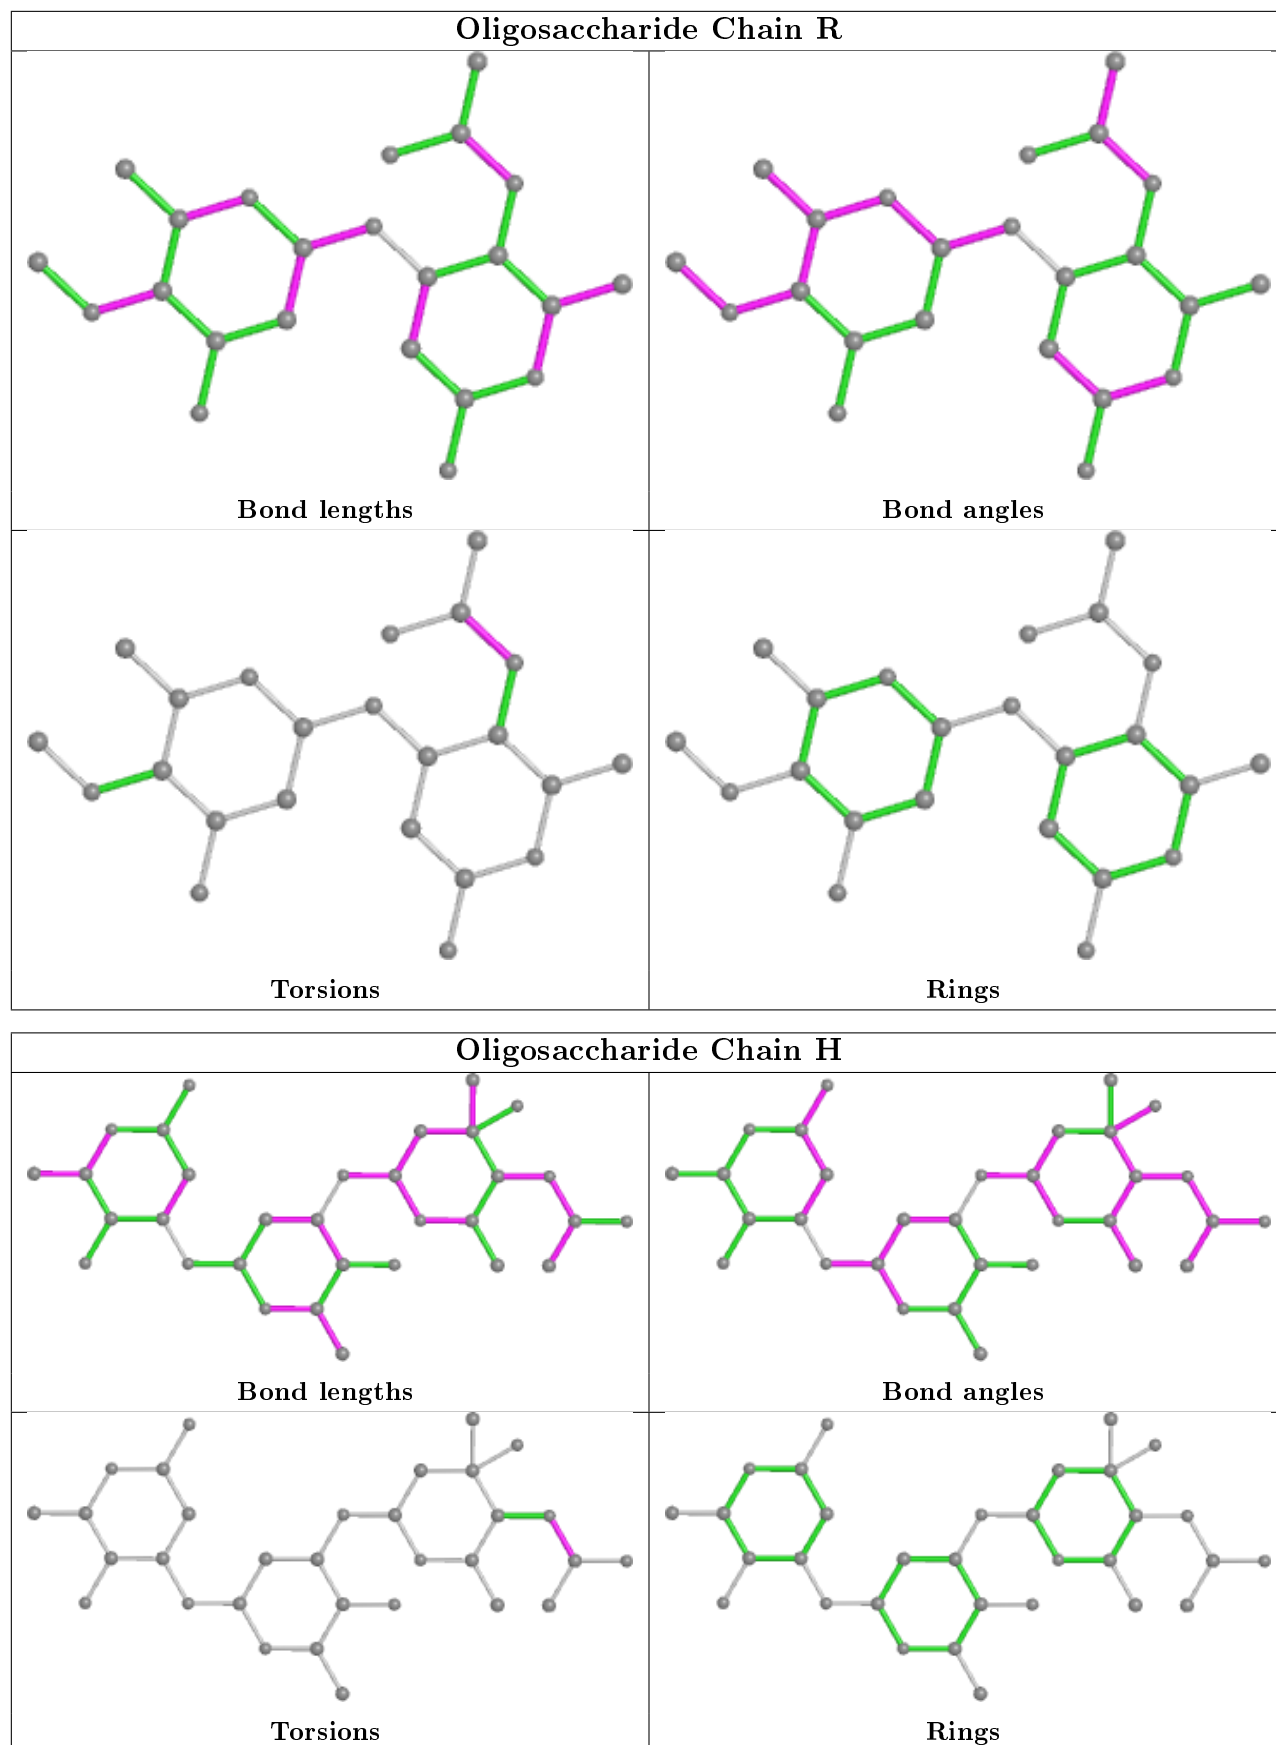 Oligosaccharide Chain R
Bond lengths
Bond angles
Torsions
Rings
Oligosaccharide Chain H
Bond lengths
Bond angles
Torsions
Rings